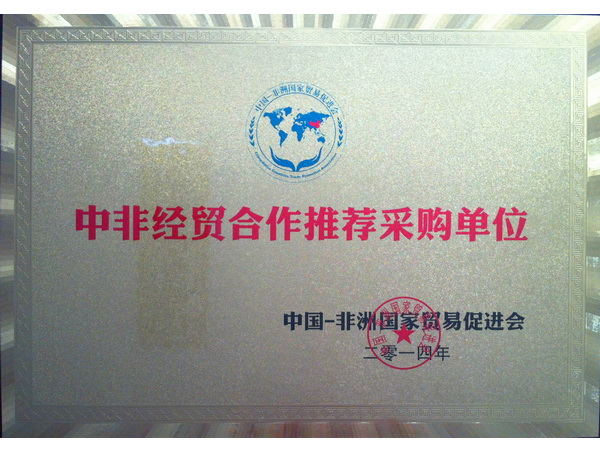 中国-非洲国家贸易促进会
中非经贸合作推荐采购单位
中国-非洲国家贸易促进会
二零一四年